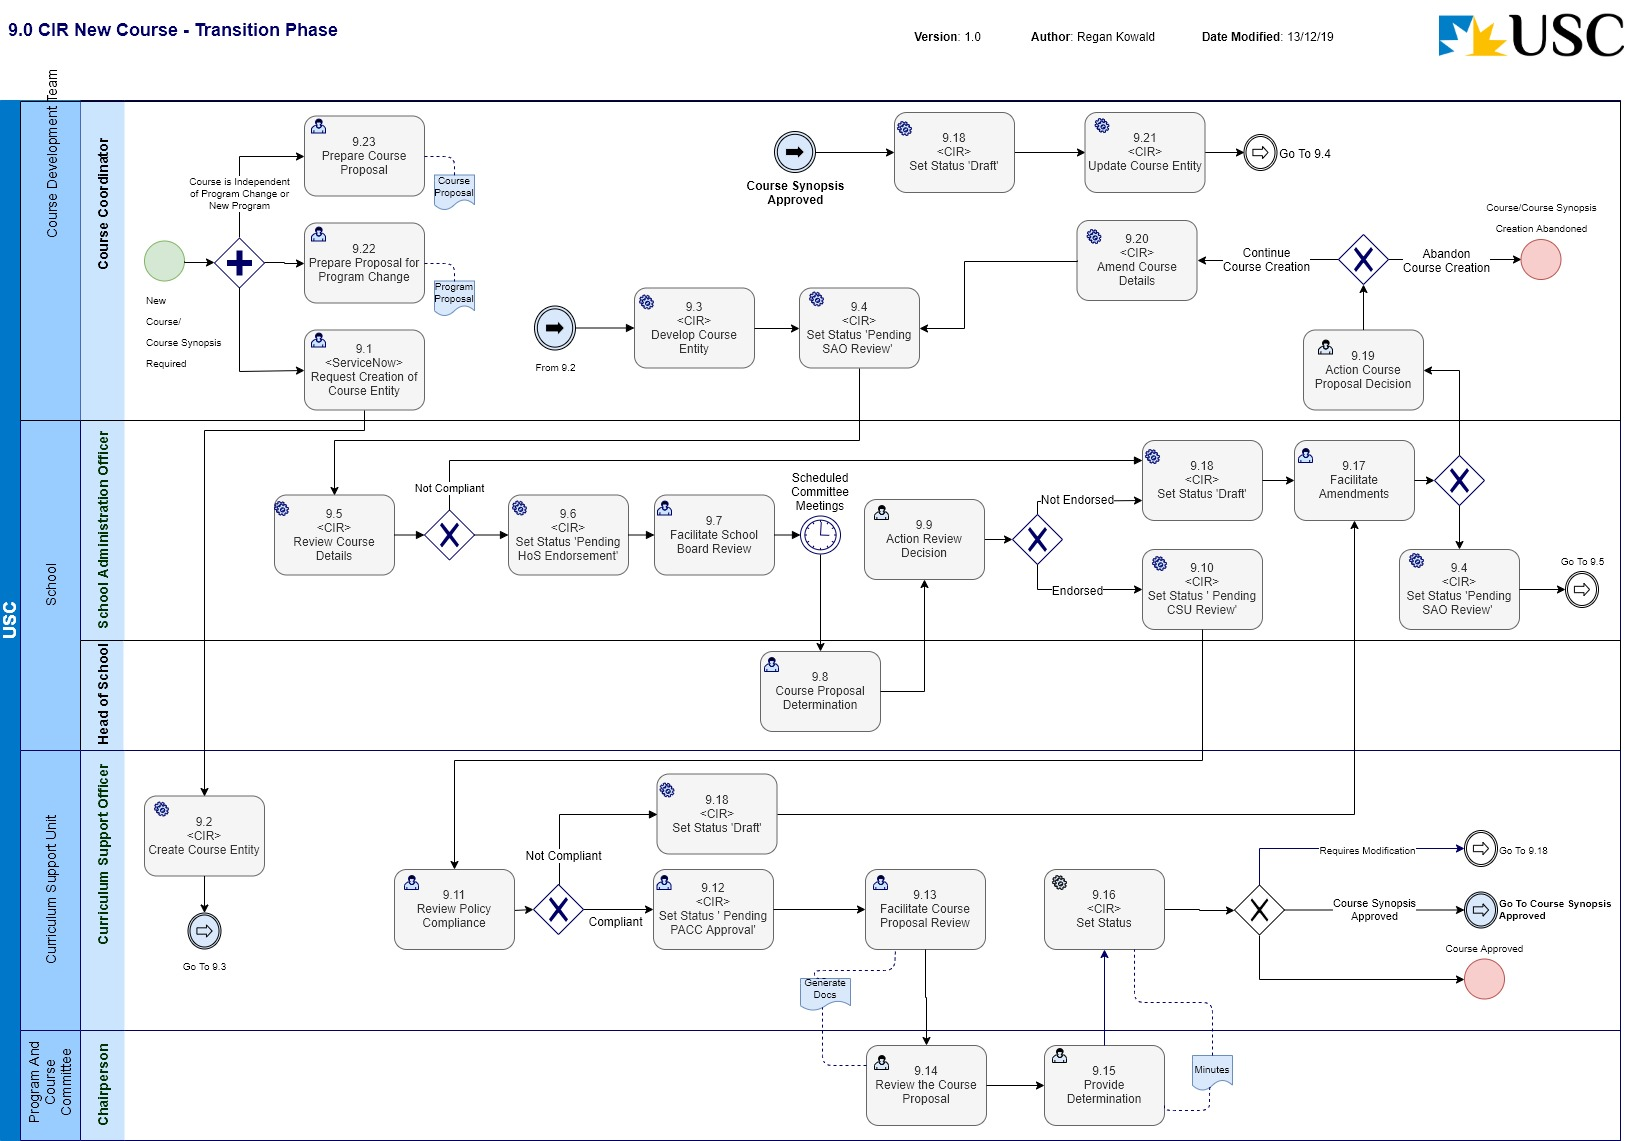 9.0 CIR New Course - Transition Phase
Version: 1.0
Author: Regan Kowald
Date Modified: 13/12/19
USC
USC
Course Development Team
Course Coordinator
New
Course/
Course Synopsis
Required
Course is Independent
of Program Change or
New Program
9.23
Prepare Course
Proposal
Course
Proposal
9.22
Prepare Proposal for
Program Change
Program
Proposal
9.1
<ServiceNow>
Request Creation of
Course Entity
Course Synopsis
Approved
9.18
<CIR>
Set Status 'Draft'
9.21
<CIR>
Update Course Entity
Go To 9.4
From 9.2
9.3
<CIR>
Develop Course
Entity
9.4
<CIR>
Set Status 'Pending
SAO Review'
9.20
<CIR>
Amend Course
Details
Continue
Course Creation
Abandon
Course Creation
Course/Course Synopsis
Creation Abandoned
9.19
Action Course
Proposal Decision
School
School Administration Officer
9.5
<CIR>
Review Course
Details
Not Compliant
9.6
<CIR>
Set Status 'Pending
HoS Endorsement'
9.7
Facilitate School
Board Review
Scheduled
Committee
Meetings
9.9
Action Review
Decision
Not Endorsed
Endorsed
9.18
<CIR>
Set Status 'Draft'
9.10
<CIR>
Set Status ' Pending
CSU Review'
9.17
Facilitate
Amendments
9.4
<CIR>
Set Status 'Pending
SAO Review'
Go To 9.5
Head of School
9.8
Course Proposal
Determination
Curriculum Support Unit
Curriculum Support Officer
9.2
<CIR>
Create Course Entity
Go To 9.3
9.11
Review Policy
Compliance
Not Compliant
Compliant
9.18
<CIR>
Set Status 'Draft'
9.12
<CIR>
Set Status ' Pending
PACC Approval'
9.13
Facilitate Course
Proposal Review
Generate
Docs
9.16
<CIR>
Set Status
Requires Modification
Go To 9.18
Course Synopsis
Approved
Go To Course Synopsis
Approved
Course Approved
Program And
Course
Committee
Chairperson
9.14
Review the Course
Proposal
9.15
Provide
Determination
Minutes